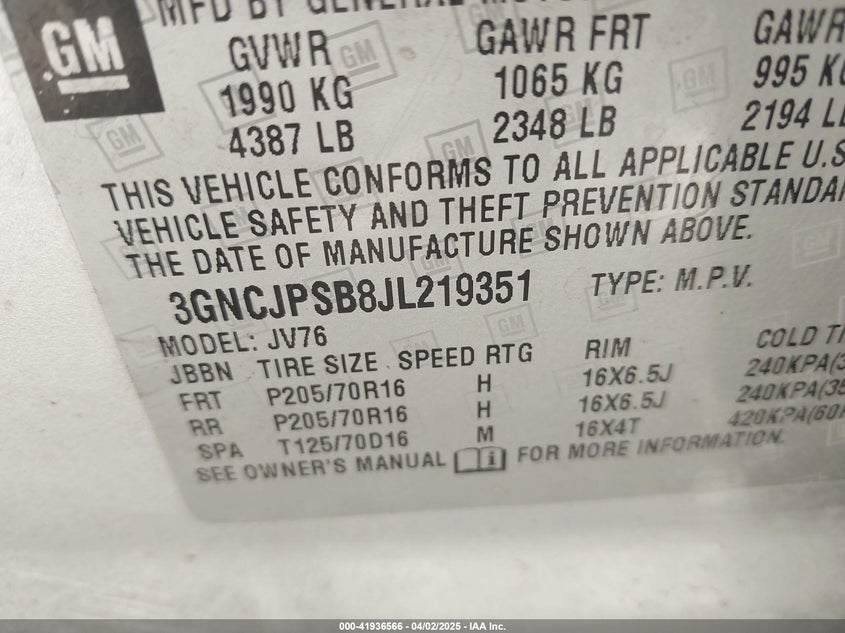 GM
MFD BY GENERAL
GVWR GAWR FRT GAWR
1990 KG 1065 KG 995
4387 LB 2348 LB 2194
THIS VEHICLE CONFORMS TO ALL APPLICABLE U.S
VEHICLE SAFETY AND THEFT PREVENTION
THE DATE OF MANUFACTURE SHOWN ABOVE.
3GNCJPSB8JL219351 TYPE: M.P.V.
MODEL: JV76
JBBN TIRE SIZE SPEED RTG RIM COLD
FRT P205/70R16 H 16X6.5J 240KPA
RR P205/70R16 H 16X6.5J 240KPA
SPA T125/70D16 M 16X4T 420KPA
SEE OWNER'S MANUAL FOR MORE INFORMATION.
000-41936566 - 04/02/2025 - IAA Inc.